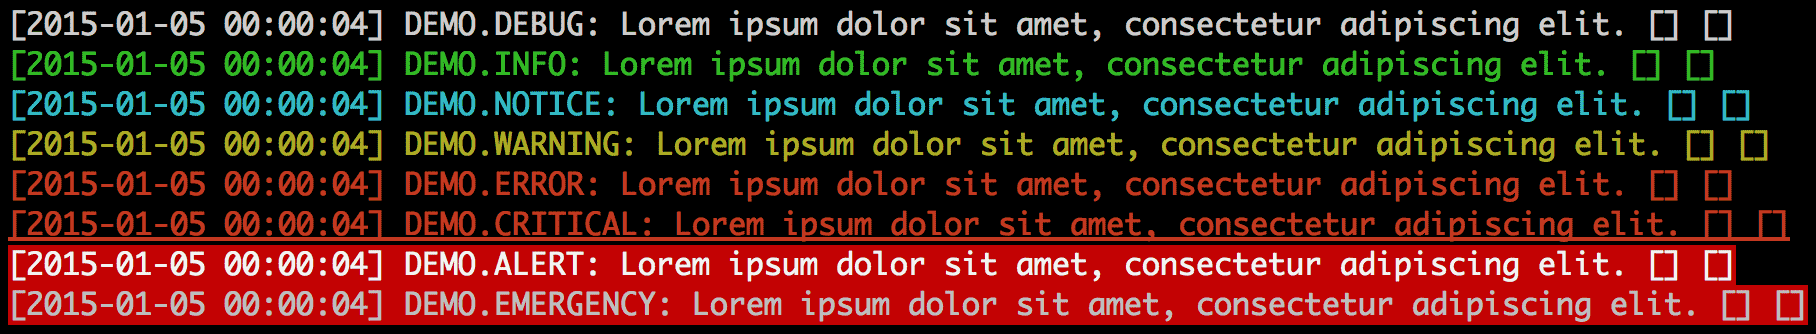 [2015-01-05 00:00:04] DEMO.DEBUG: Lorem ipsum dolor sit amet, consectetur adipiscing elit. [] []
[2015-01-05 00:00:04] DEMO.INFO: Lorem ipsum dolor sit amet, consectetur adipiscing elit. [] []
[2015-01-05 00:00:04] DEMO.NOTICE: Lorem ipsum dolor sit amet, consectetur adipiscing elit. [] []
[2015-01-05 00:00:04] DEMO.WARNING: Lorem ipsum dolor sit amet, consectetur adipiscing elit. [] []
[2015-01-05 00:00:04] DEMO.ERROR: Lorem ipsum dolor sit amet, consectetur adipiscing elit. [] []
[2015-01-05 00:00:04] DEMO.CRITICAL: Lorem ipsum dolor sit amet, consectetur adipiscing elit. [] []
[2015-01-05 00:00:04] DEMO.ALERT: Lorem ipsum dolor sit amet, consectetur adipiscing elit. [] []
[2015-01-05 00:00:04] DEMO.EMERGENCY: Lorem ipsum dolor sit amet, consectetur adipiscing elit. [] []